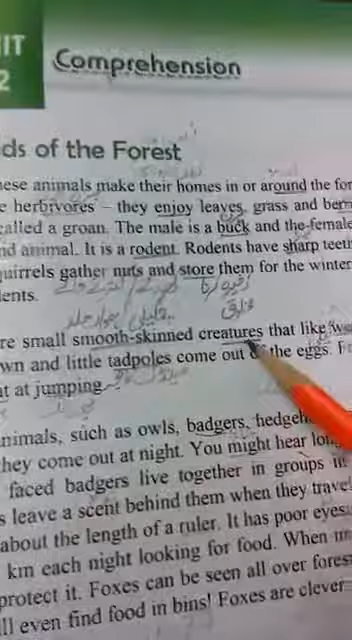 IT
2
Comprehension
ds of the Forest
hese animals make their homes in or around the for
e herbivores – they enjoy leaves, grass and berr
called a groan. The male is a buck and the female
nd animal. It is a rodent. Rodents have sharp teeth
quirrels gather nuts and store them for the winter
dents.
ذخیرہ کرنا
مخلوق
re small smooth-skinned creatures that like
wn and little tadpoles come out of the eggs.
at at jumping.
nimals, such as owls, badgers, hedgeh
they come out at night. You might hear
faced badgers live together in groups
s leave a scent behind them when they travel
about the length of a ruler. It has poor eyes
km each night looking for food. When
protect it. Foxes can be seen all over fores
ll even find food in bins! Foxes are clever